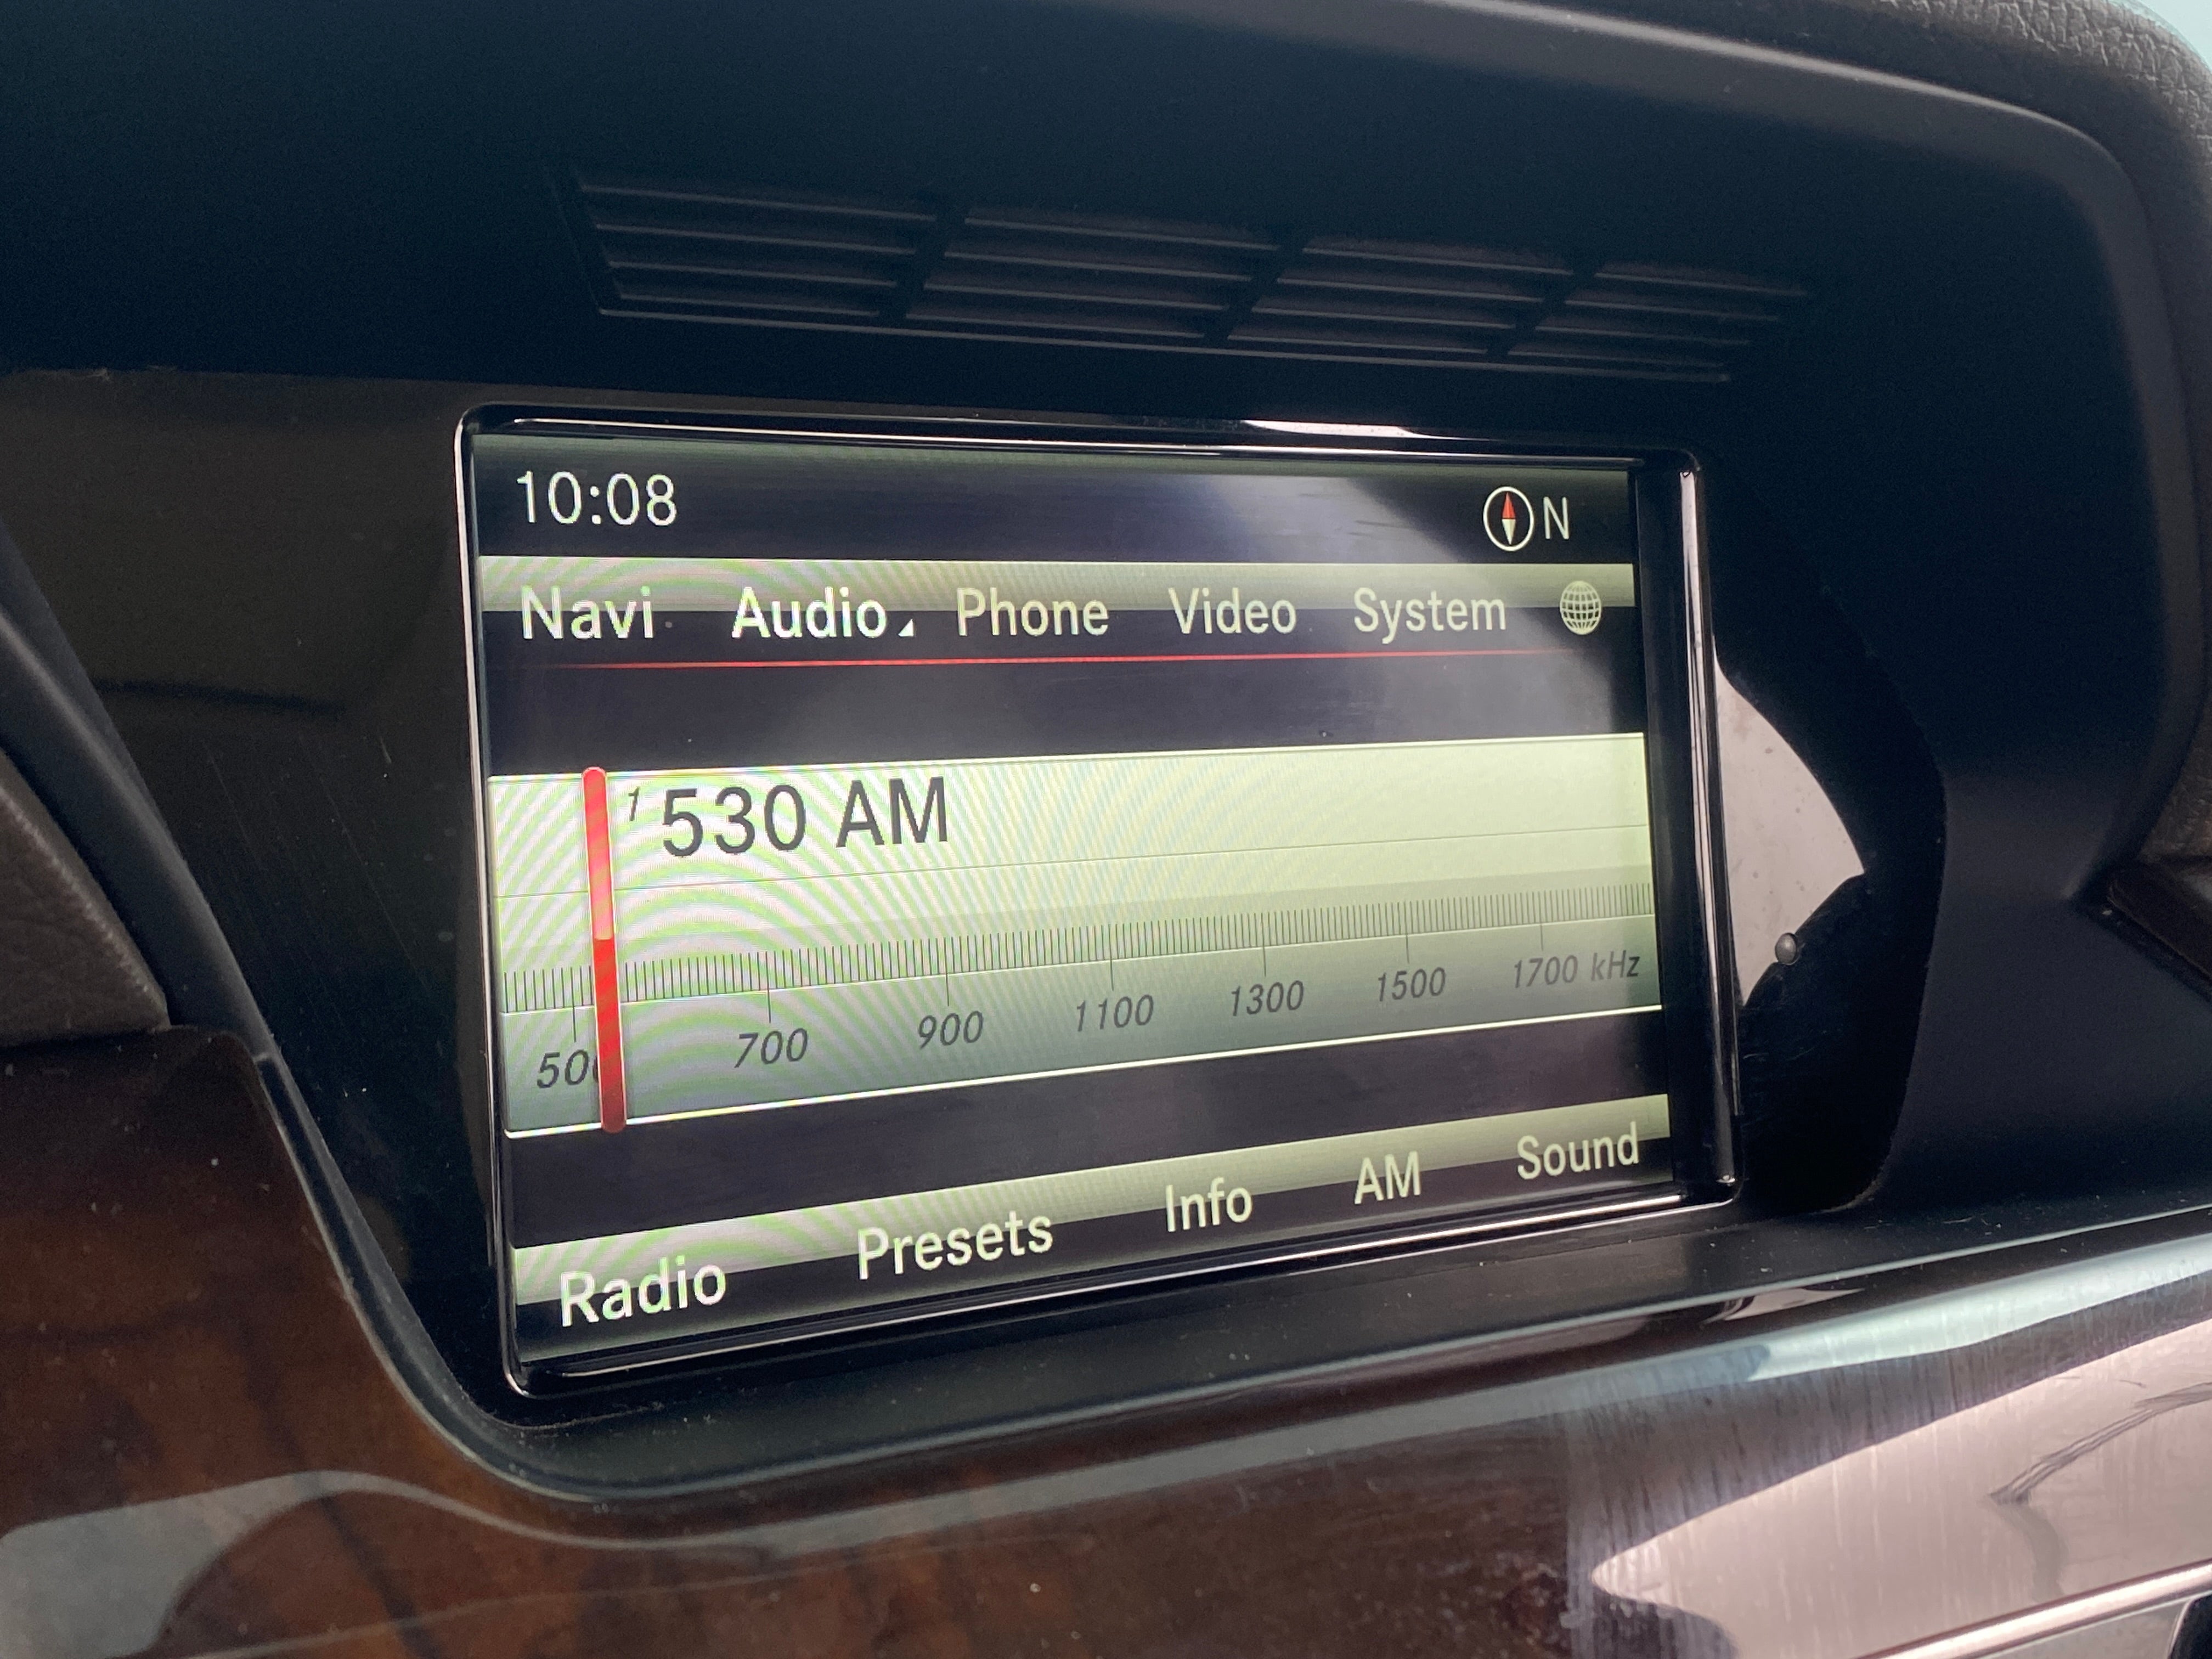 10:08 N
Navi Audio Phone Video System
1 530 AM
500 700 900 1100 1300 1500 1700 kHz
Radio Presets Info AM Sound